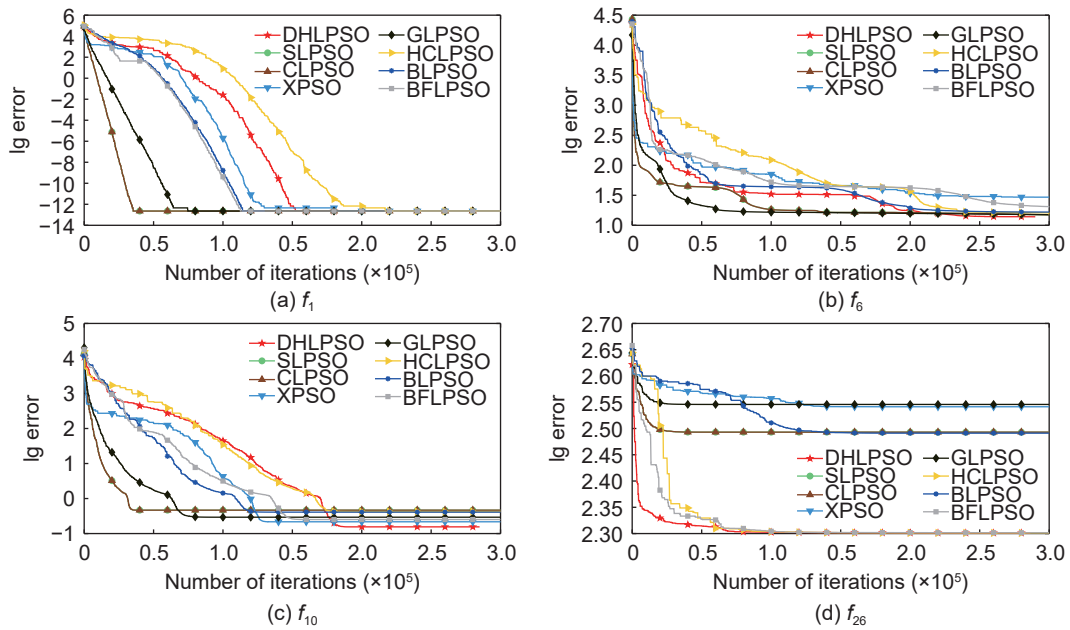 (a)
6
4
2
0
−2
−4
−6
−8
−10
−12
−14
lg error
DHLPSO
SLPSO
CLPSO
XPSO
GLPSO
HCLPSO
BLPSO
BFLPSO
0 0.5 1.0 0.5 2.0 2.5 3.0
Number of iterations (×10⁵)
(a) f₁
4.5
4.0
3.5
3.0
2.5
2.0
1.5
1.0
lg error
DHLPSO
SLPSO
CLPSO
XPSO
GLPSO
HCLPSO
BLPSO
BFLPSO
0 0.5 1.0 0.5 2.0 2.5 3.0
Number of iterations (×10⁵)
(b) f₆
5
4
3
2
1
0
−1
lg error
DHLPSO
SLPSO
CLPSO
XPSO
GLPSO
HCLPSO
BLPSO
BFLPSO
0 0.5 1.0 0.5 2.0 2.5 3.0
Number of iterations (×10⁵)
(c) f₁₀
2.70
2.65
2.60
2.55
2.50
2.45
2.40
2.35
2.30
lg error
DHLPSO
SLPSO
CLPSO
XPSO
GLPSO
HCLPSO
BLPSO
BFLPSO
0 0.5 1.0 0.5 2.0 2.5 3.0
Number of iterations (×10⁵)
(d) f₂₆